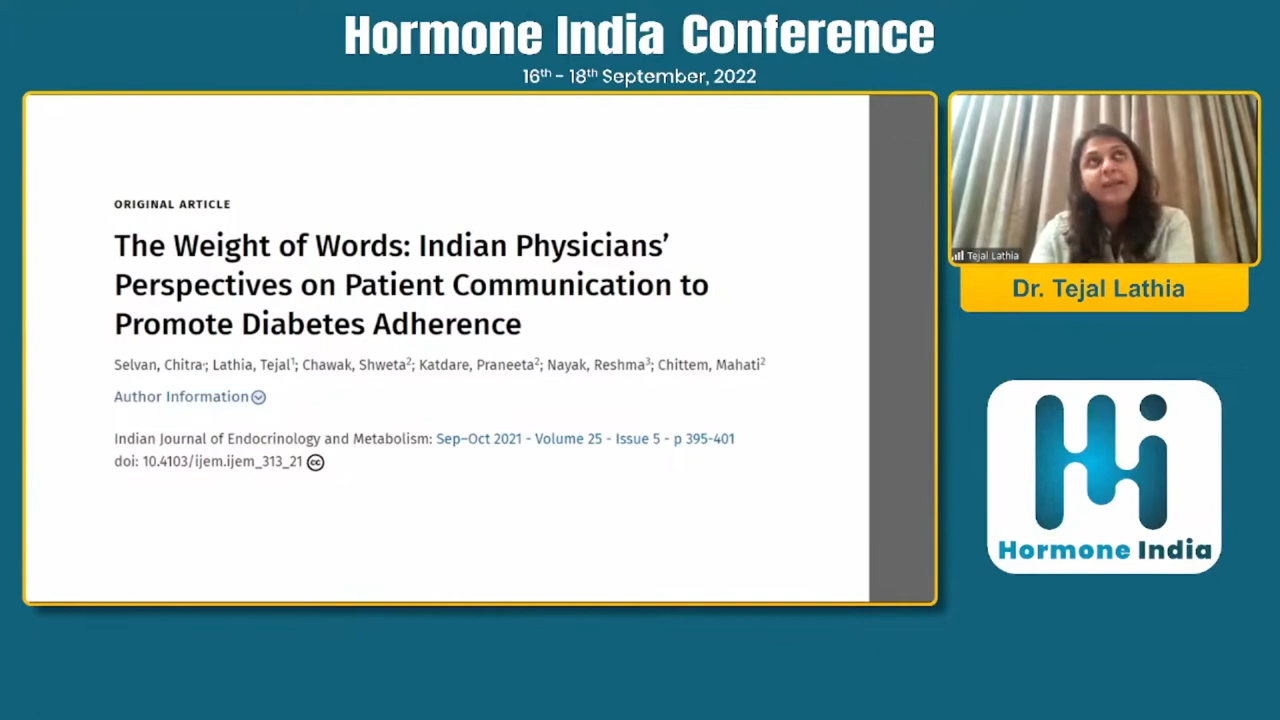 Hormone India Conference
16th - 18th September, 2022
ORIGINAL ARTICLE
The Weight of Words: Indian Physicians’
Perspectives on Patient Communication to
Promote Diabetes Adherence
Selvan, Chitra; Lathia, Tejal1; Chawak, Shweta2; Katdare, Praneeta2; Nayak, Reshma3; Chittem, Mahati2
Author Information
Indian Journal of Endocrinology and Metabolism: Sep–Oct 2021 - Volume 25 - Issue 5 - p 395-401
doi: 10.4103/ijem.ijem_313_21 cc
Tejal Lathia
Dr. Tejal Lathia
Hi
Hormone India